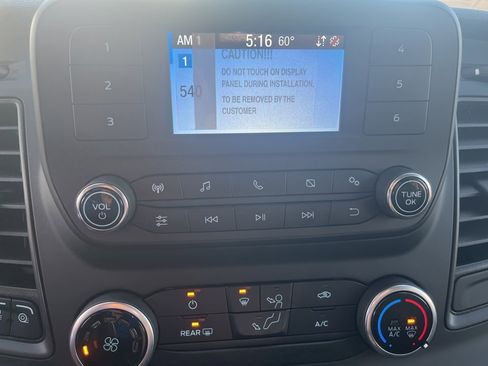 AM 1
5:16 60°
CAUTION!!!
1
DO NOT TOUCH ON DISPLAY
PANEL DURING INSTALLATION.
540
TO BE REMOVED BY THE
CUSTOMER
1
2
3
4
5
6
VOL
TUNE
OK
REAR
A/C
MAX
A/C
MAX